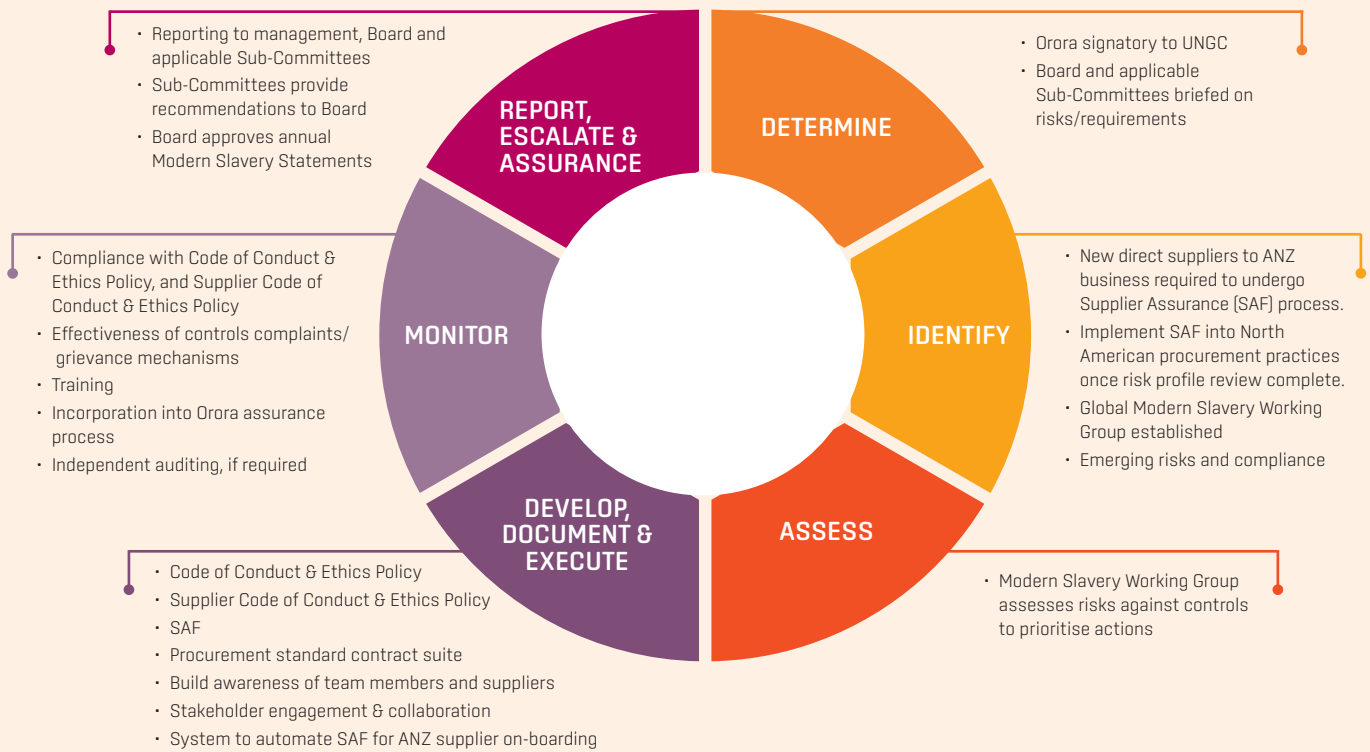 • Reporting to management, Board and
applicable Sub-Committees
• Sub-Committees provide
recommendations to Board
• Board approves annual
Modern Slavery Statements
REPORT,
ESCALATE &
ASSURANCE
DETERMINE
• Orora signatory to UNGC
• Board and applicable
Sub-Committees briefed on
risks/requirements
• Compliance with Code of Conduct &
Ethics Policy, and Supplier Code of
Conduct & Ethics Policy
• Effectiveness of controls complaints/
grievance mechanisms
• Training
• Incorporation into Orora assurance
process
• Independent auditing, if required
MONITOR
IDENTIFY
• New direct suppliers to ANZ
business required to undergo
Supplier Assurance (SAF) process.
• Implement SAF into North
American procurement practices
once risk profile review complete.
• Global Modern Slavery Working
Group established
• Emerging risks and compliance
DEVELOP,
DOCUMENT &
EXECUTE
ASSESS
• Code of Conduct & Ethics Policy
• Supplier Code of Conduct & Ethics Policy
• SAF
• Procurement standard contract suite
• Build awareness of team members and suppliers
• Stakeholder engagement & collaboration
• System to automate SAF for ANZ supplier on-boarding
• Modern Slavery Working Group
assesses risks against controls
to prioritise actions